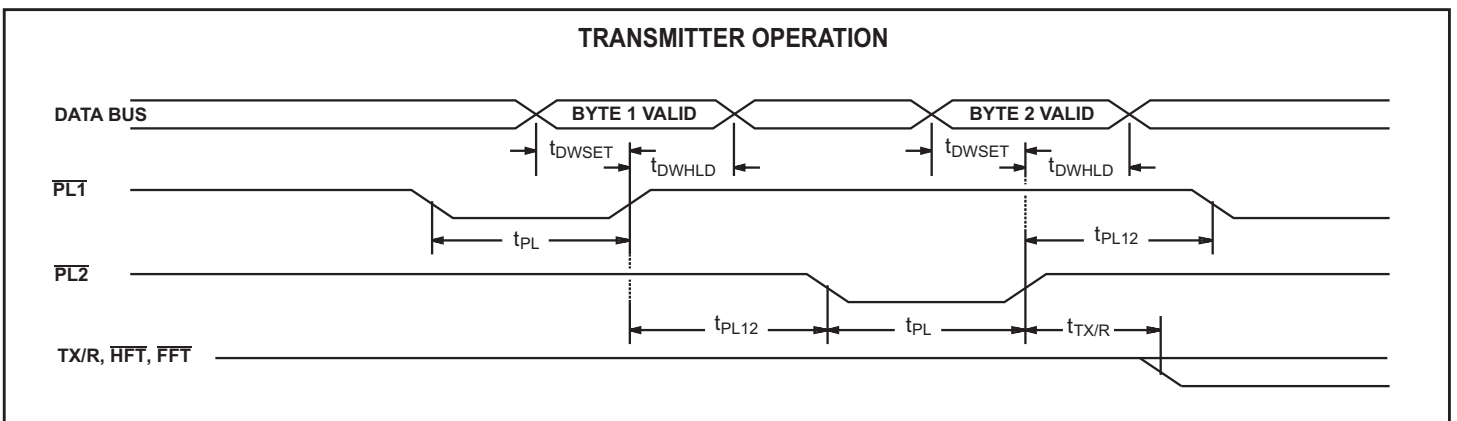 TRANSMITTER OPERATION
DATA BUS
BYTE 1 VALID
BYTE 2 VALID
tDWSET
tDWHLD
tDWSET
tDWHLD
PL1
tPL
tPL12
PL2
tPL12
tPL
tTX/R
TX/R, HFT, FFT